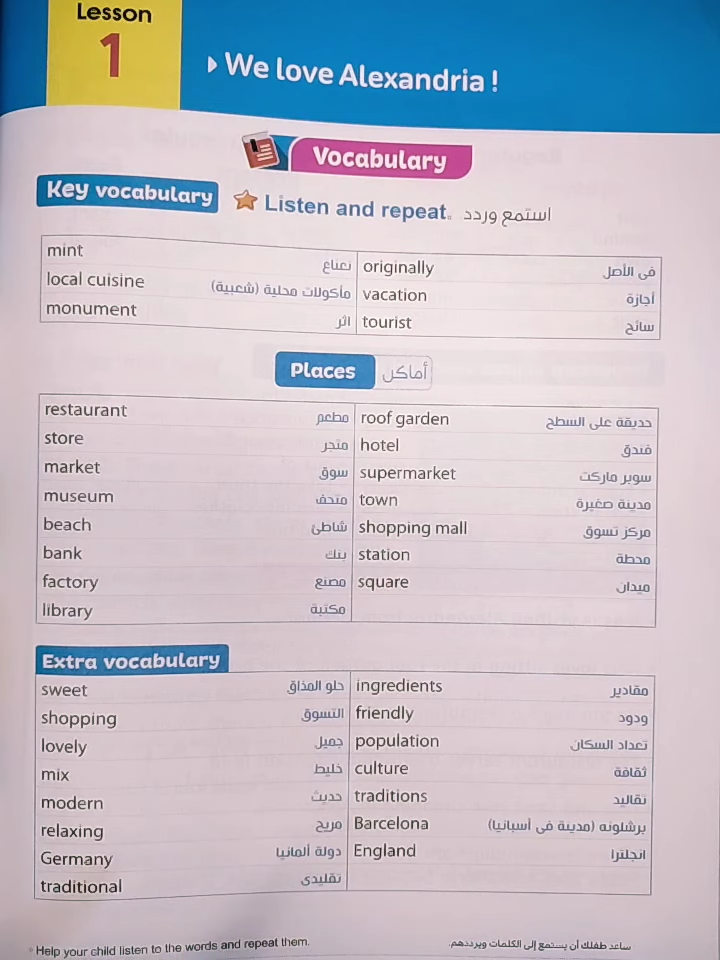 Lesson
1
We love Alexandria !
Vocabulary
Key vocabulary
Listen and repeat. استمع وردد
mint نعناع
originally فى الأصل
local cuisine مأكولات محلية (شعبية)
vacation أجازة
monument اثر
tourist سائح
Places أماكن
restaurant مطعم
roof garden حديقة على السطح
store متجر
hotel فندق
market سوق
supermarket سوبر ماركت
museum متحف
town مدينة صغيرة
beach شاطئ
shopping mall مركز تسوق
bank بنك
station محطة
factory مصنع
square ميدان
library مكتبة
Extra vocabulary
sweet حلو المذاق
ingredients مقادير
shopping التسوق
friendly ودود
lovely جميل
population تعداد السكان
mix خليط
culture ثقافة
modern حديث
traditions تقاليد
relaxing مريح
Barcelona برشلونه (مدينة فى أسبانيا)
Germany دولة ألمانيا
England انجلترا
traditional تقليدى
Help your child listen to the words and repeat them. ساعد طفلك أن يستمع إلى الكلمات ويرددهم.